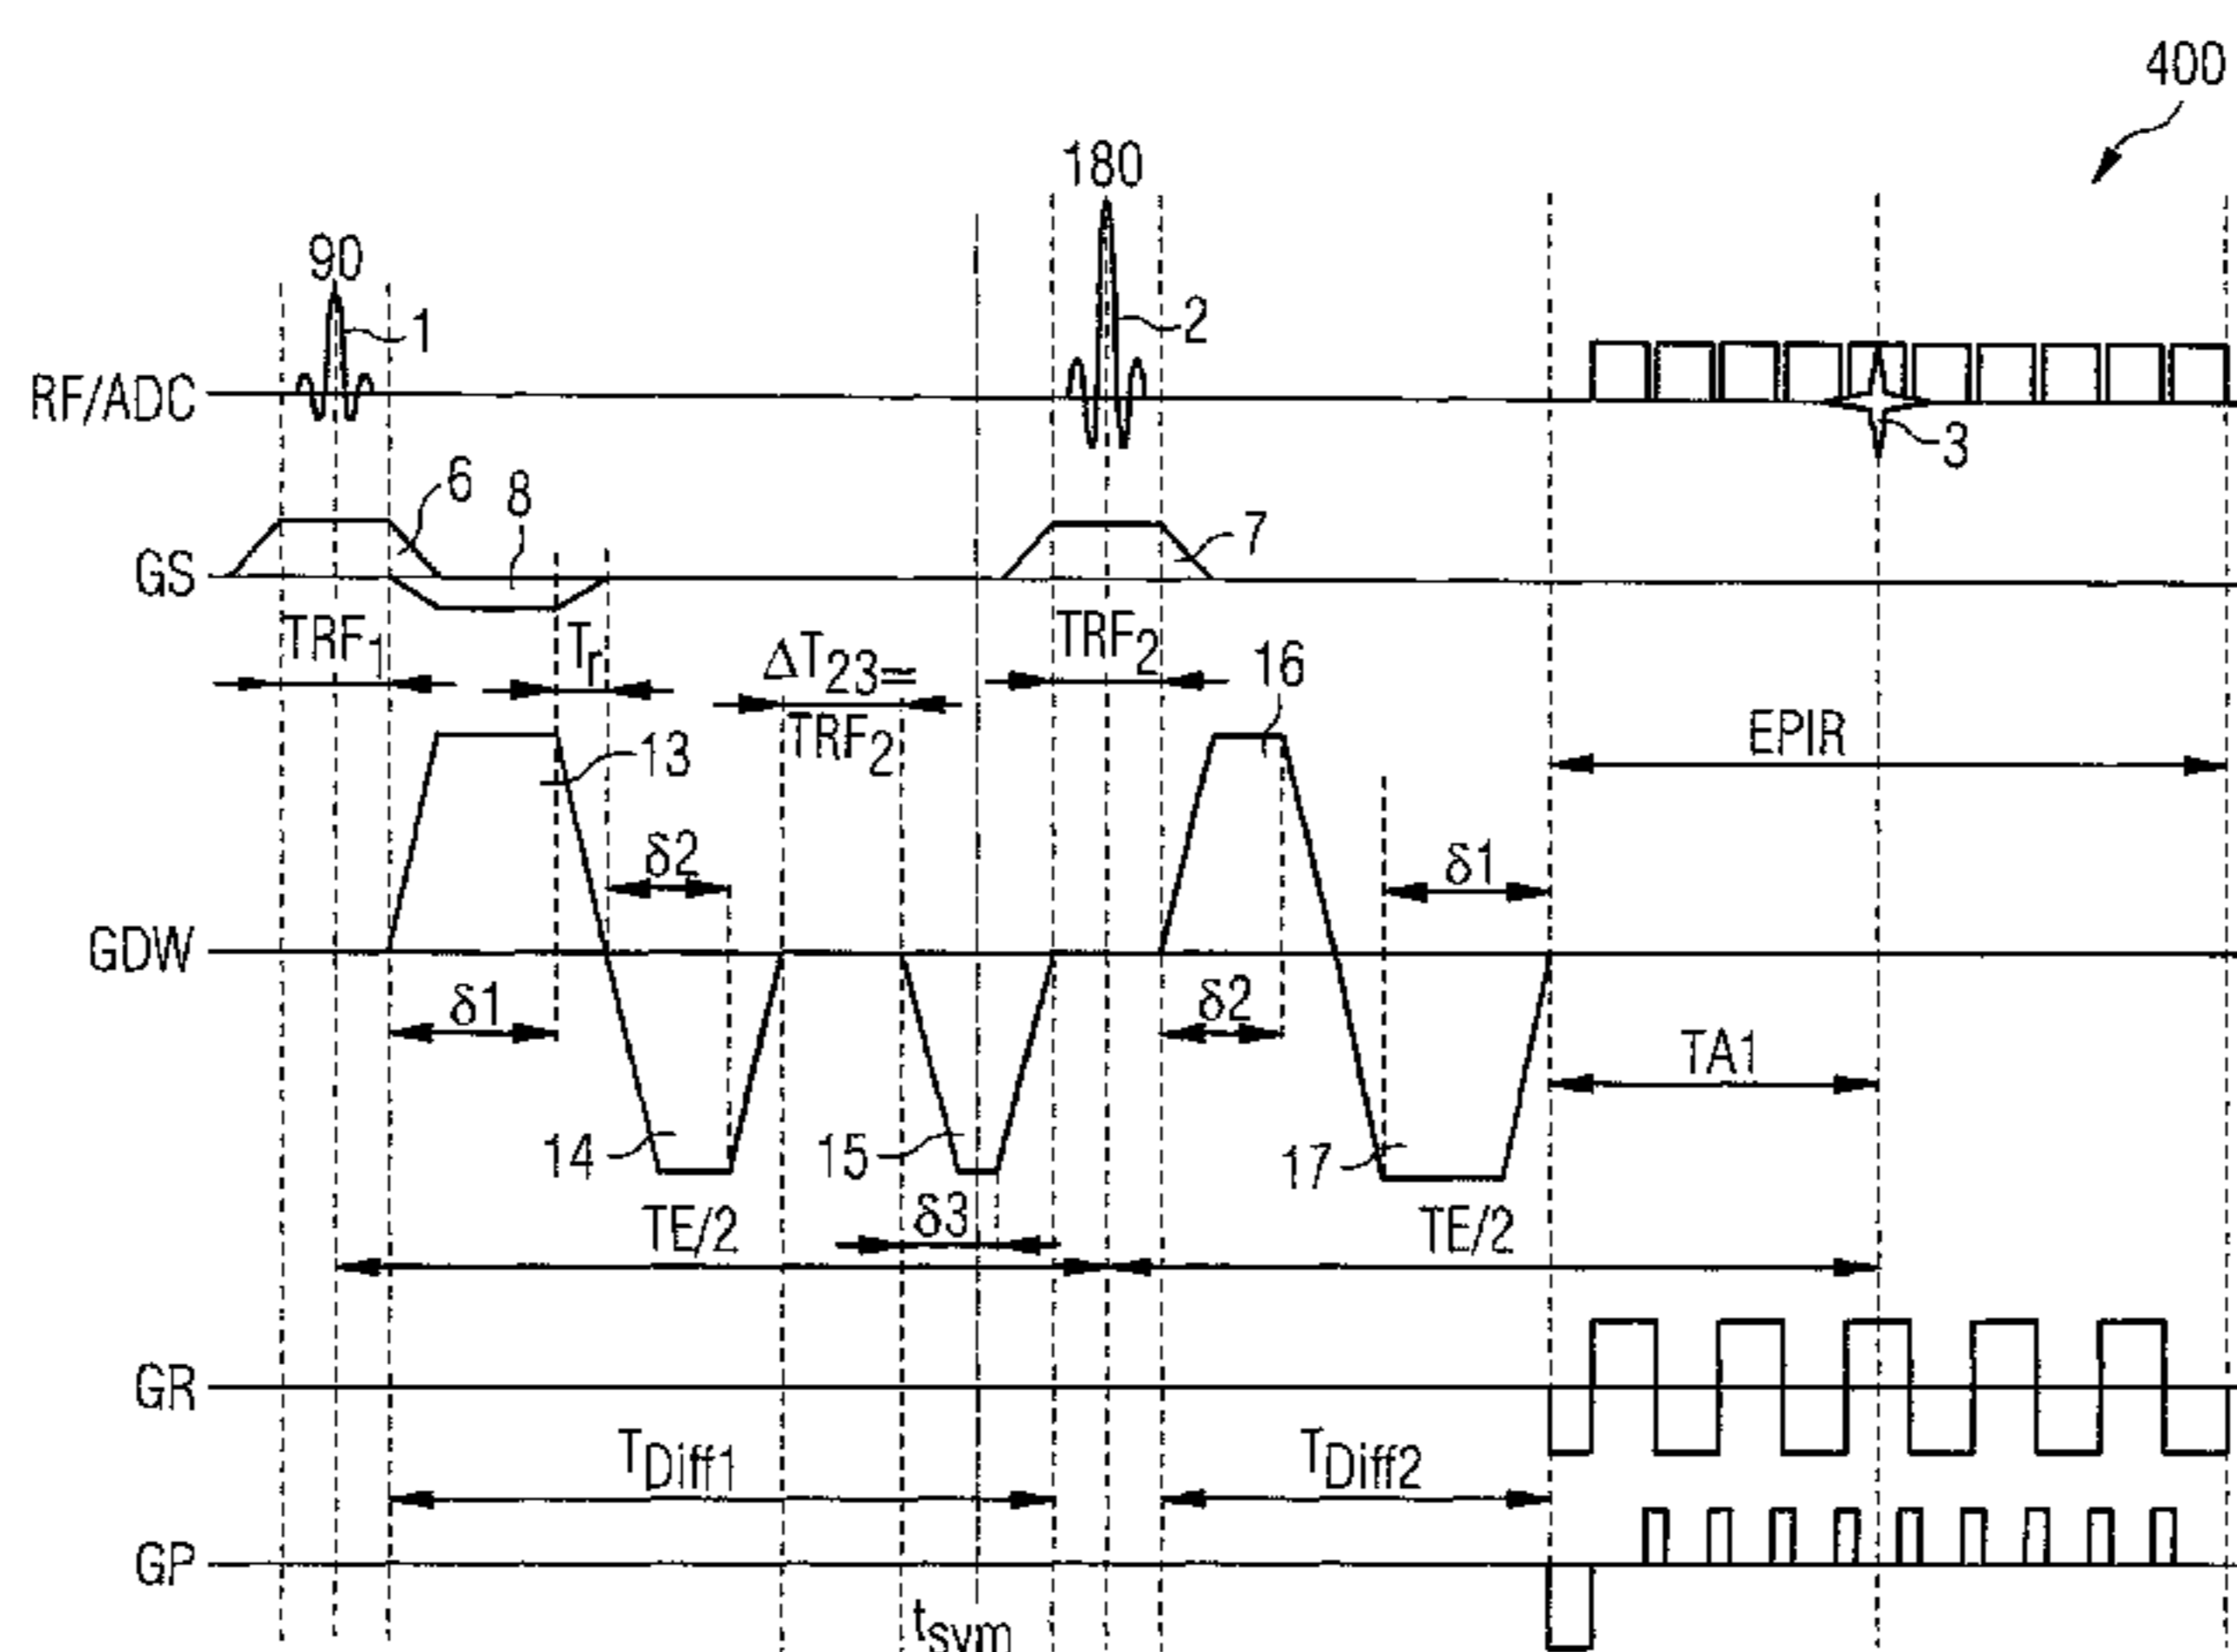 400
180
90
1
2
RF/ADC
3
6
8
7
GS
TRF1
Tr
ΔT23=
TRF2
TRF2
16
EPIR
13
δ2
δ1
GDW
δ1
δ2
TA1
14
15
17
TE/2
δ3
TE/2
GR
TDiff1
TDiff2
GP
tsym